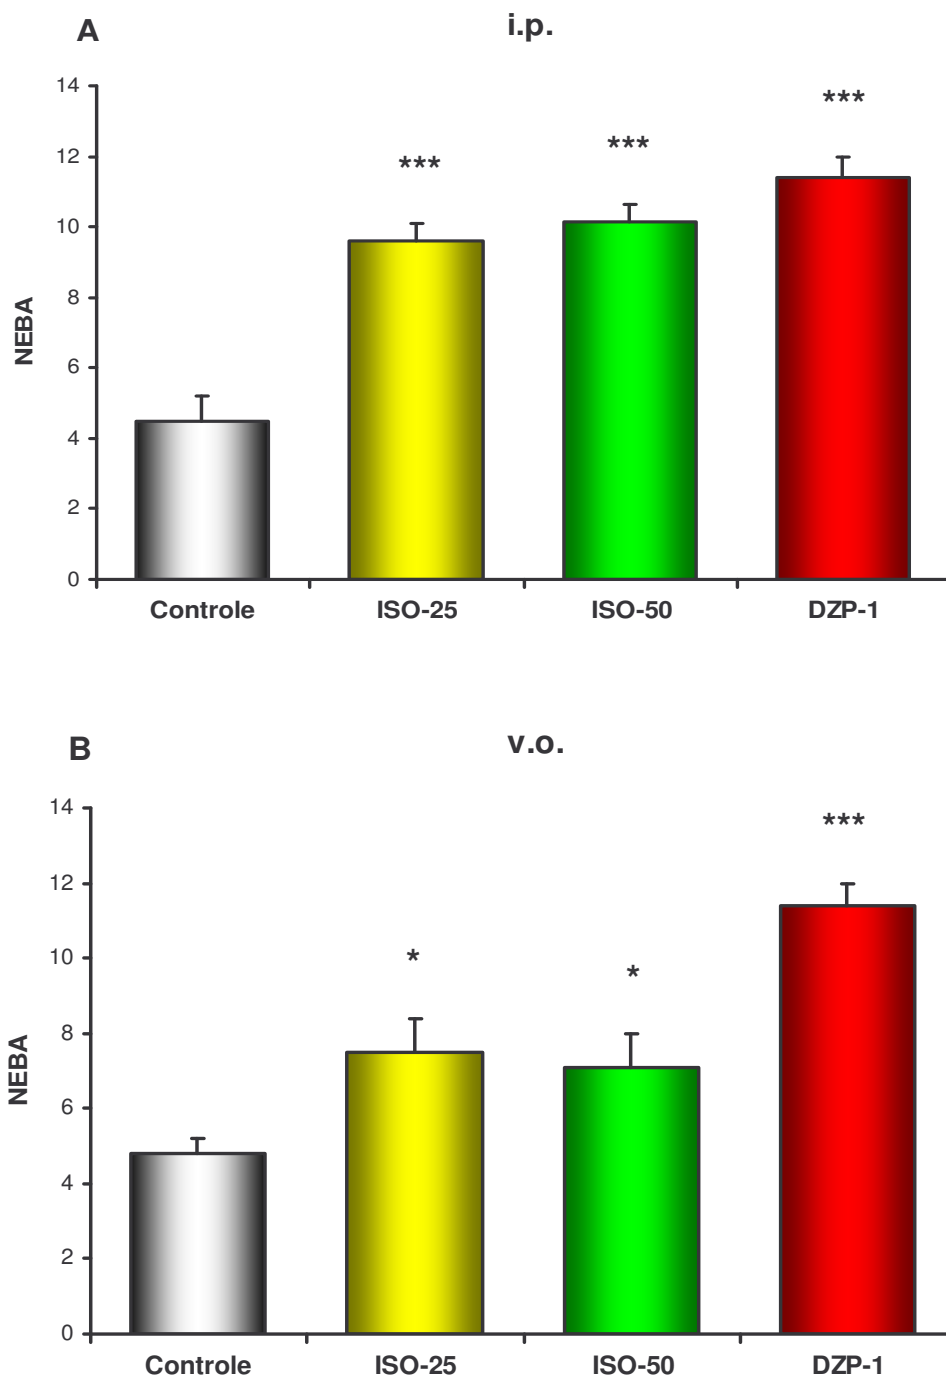 A
i.p.
14
***
12
***
***
10
8
NEBA
6
4
2
0
Controle ISO-25 ISO-50 DZP-1
B
v.o.
14
***
12
10
*
*
8
NEBA
6
4
2
0
Controle ISO-25 ISO-50 DZP-1